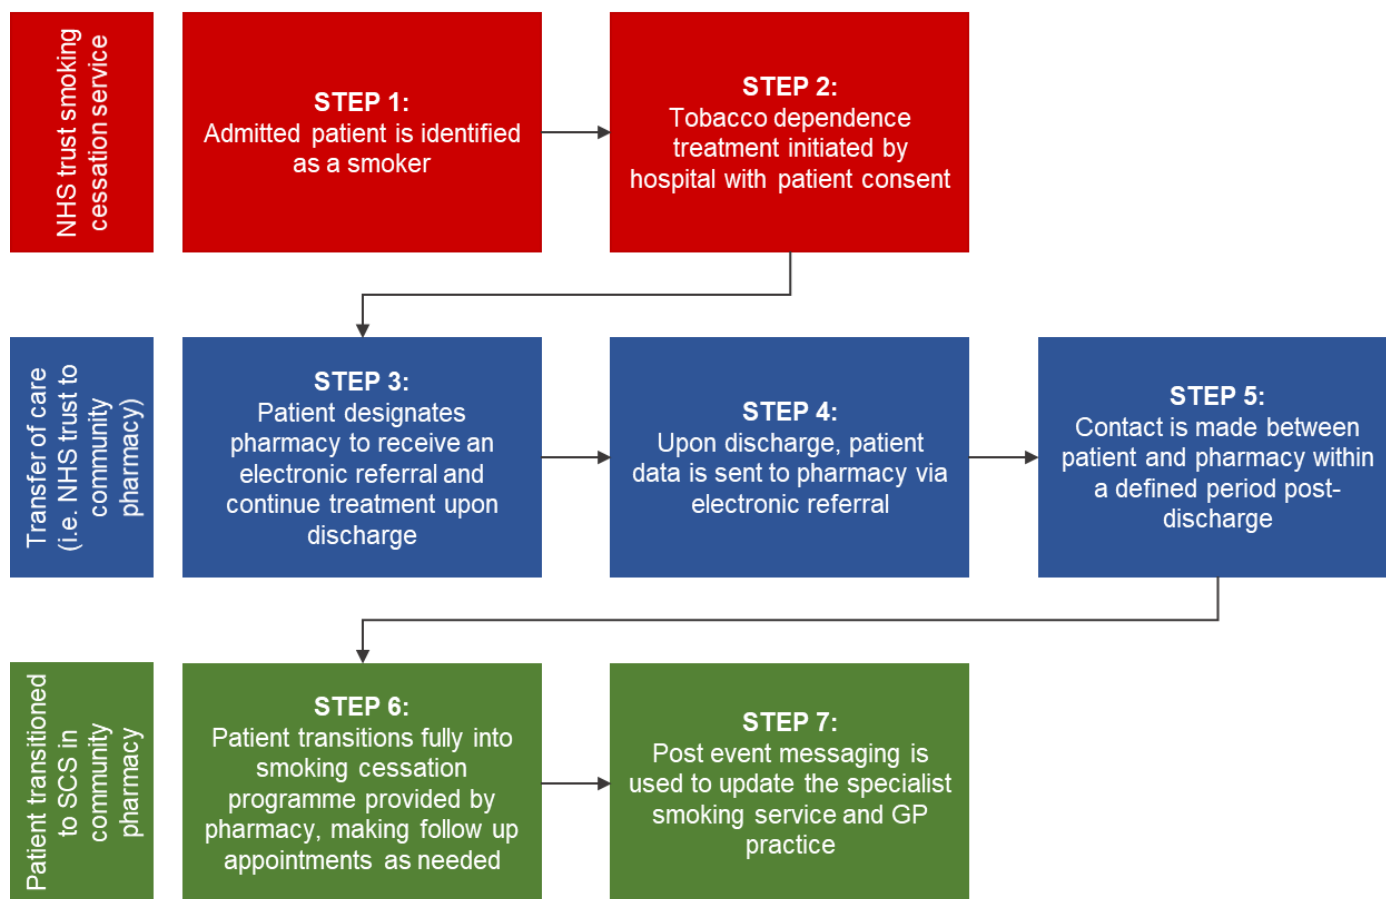 NHS trust smoking
cessation service
STEP 1:
Admitted patient is identified
as a smoker
STEP 2:
Tobacco dependence
treatment initiated by
hospital with patient consent
Transfer of care
(i.e. NHS trust to
community
pharmacy)
STEP 3:
Patient designates
pharmacy to receive an
electronic referral and
continue treatment upon
discharge
STEP 4:
Upon discharge, patient
data is sent to pharmacy via
electronic referral
STEP 5:
Contact is made between
patient and pharmacy within
a defined period post-
discharge
Patient transitioned
to SCS in
community
pharmacy
STEP 6:
Patient transitions fully into
smoking cessation
programme provided by
pharmacy, making follow up
appointments as needed
STEP 7:
Post event messaging is
used to update the specialist
smoking service and GP
practice